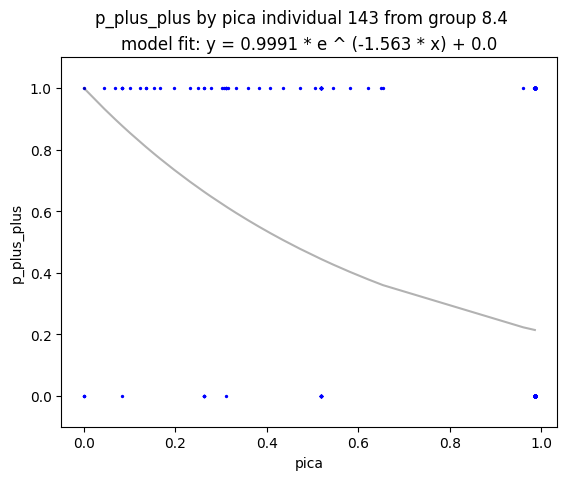 p_plus_plus by pica individual 143 from group 8.4
model fit: y = 0.9991 * e ^ (-1.563 * x) + 0.0
1.0
0.8
0.6
0.4
0.2
0.0
p_plus_plus
0.0 0.2 0.4 0.6 0.8 1.0
pica